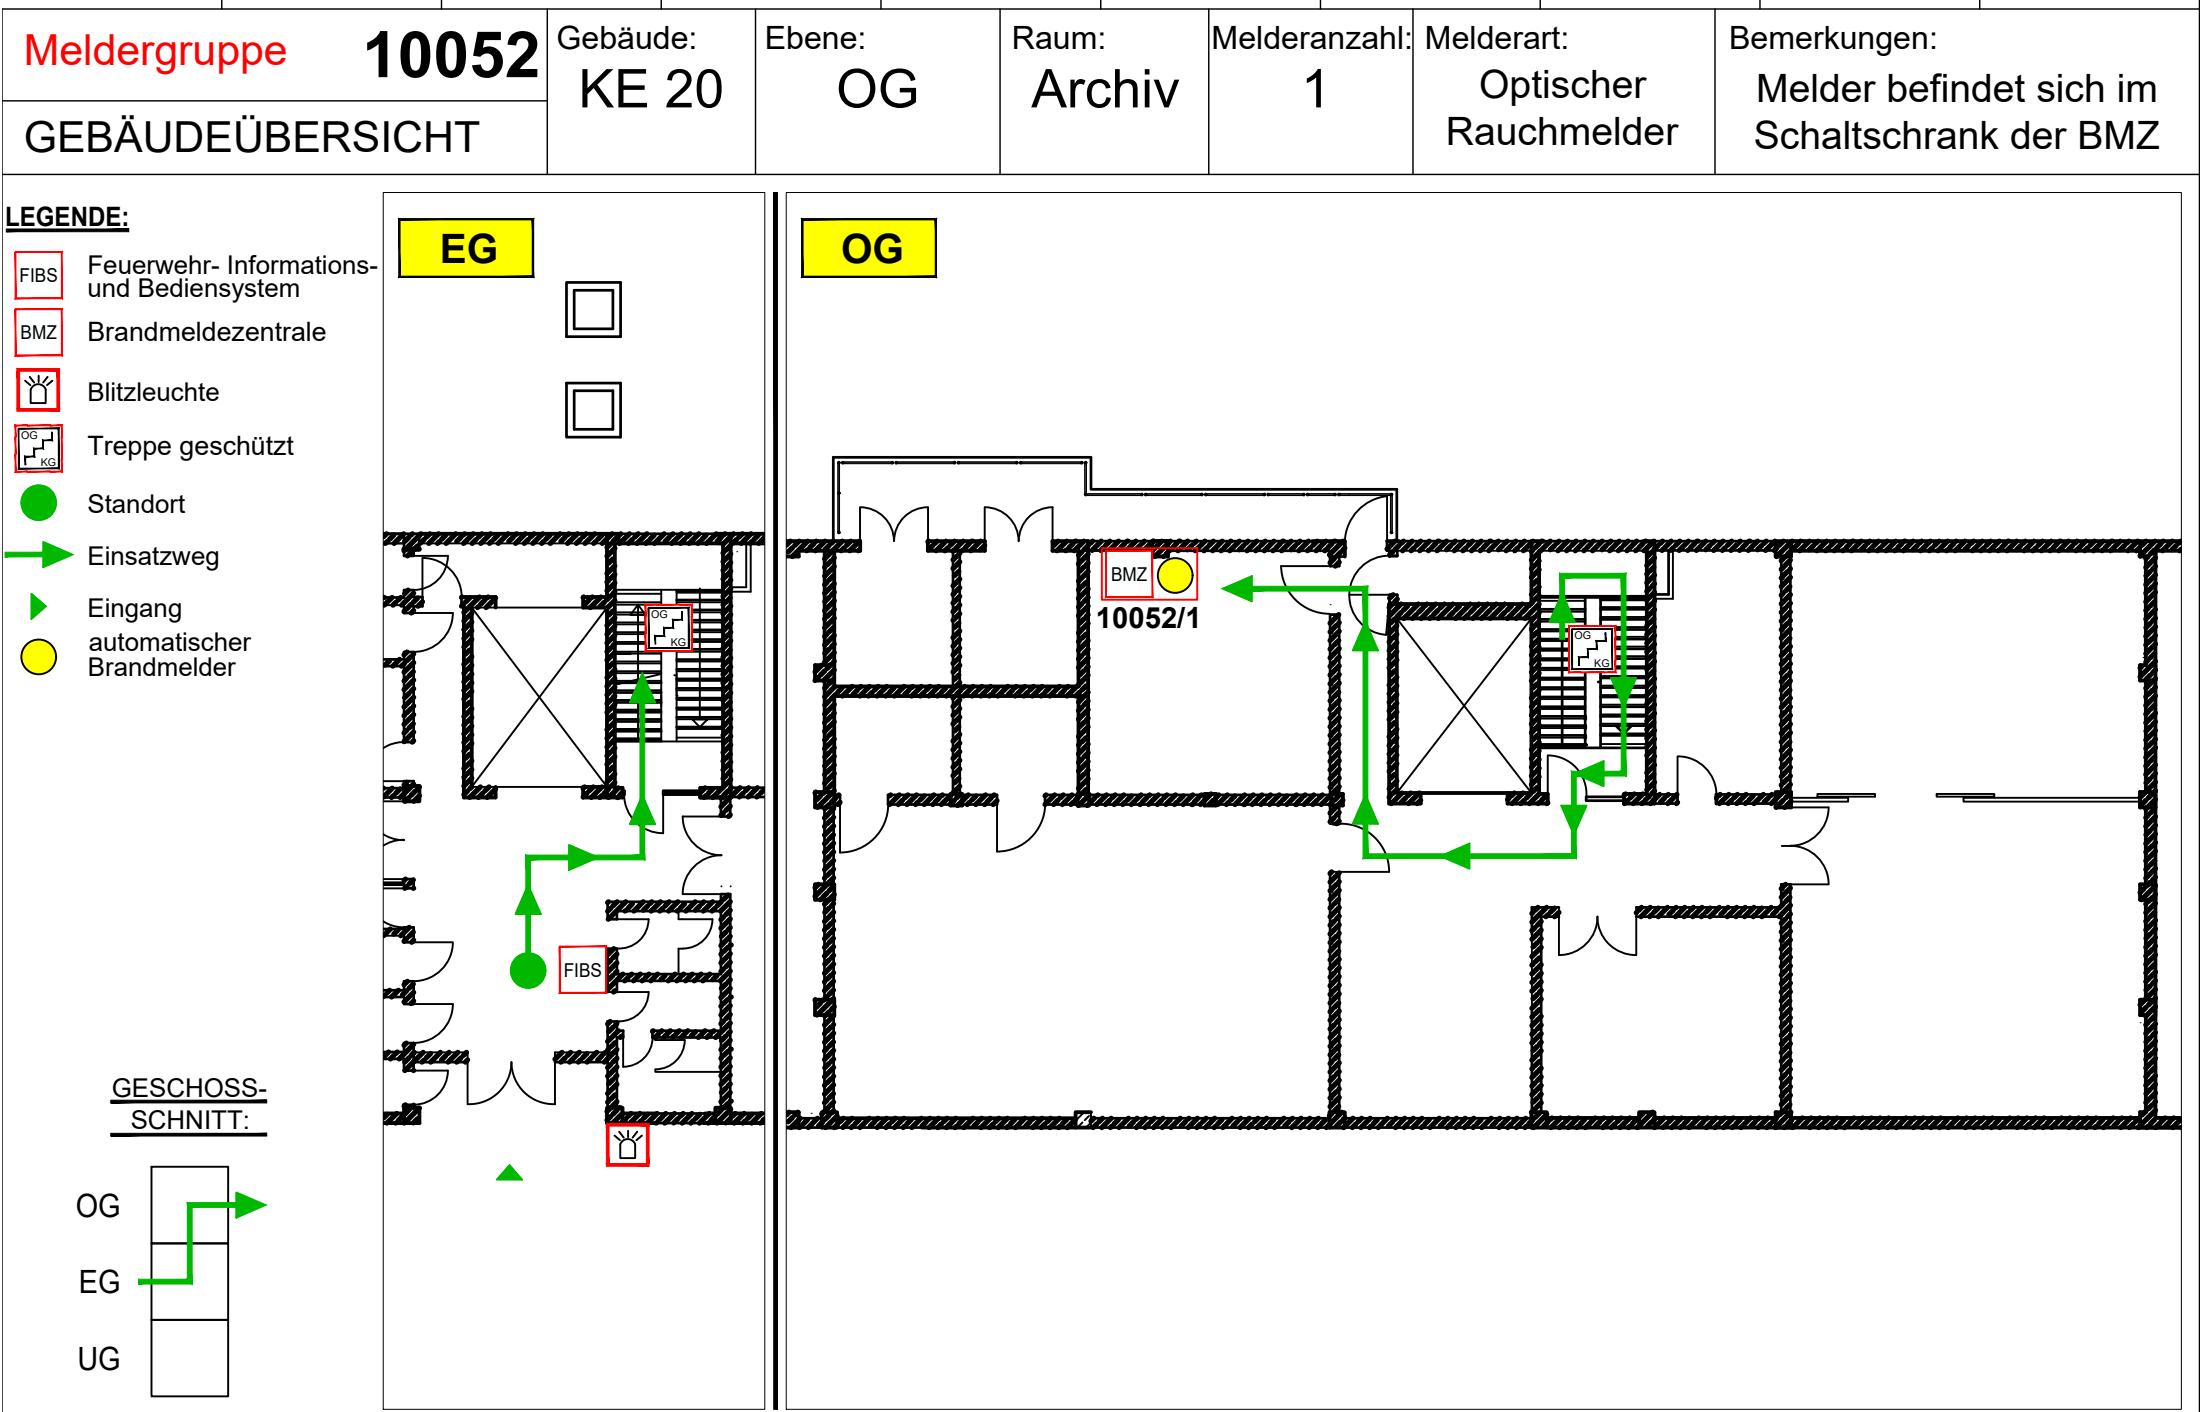 Meldergruppe 10052
GEBÄUDEÜBERSICHT
Gebäude:
KE 20
Ebene:
OG
Raum:
Archiv
Melderanzahl:
1
Melderart:
Optischer
Rauchmelder
Bemerkungen:
Melder befindet sich im
Schaltschrank der BMZ
LEGENDE:
FIBS
Feuerwehr- Informations-
und Bediensystem
BMZ
Brandmeldezentrale
Blitzleuchte
OG
KG
Treppe geschützt
Standort
Einsatzweg
Eingang
automatischer
Brandmelder
GESCHOSS-
SCHNITT:
OG
EG
UG
EG
OG
KG
FIBS
OG
BMZ
10052/1
OG
KG